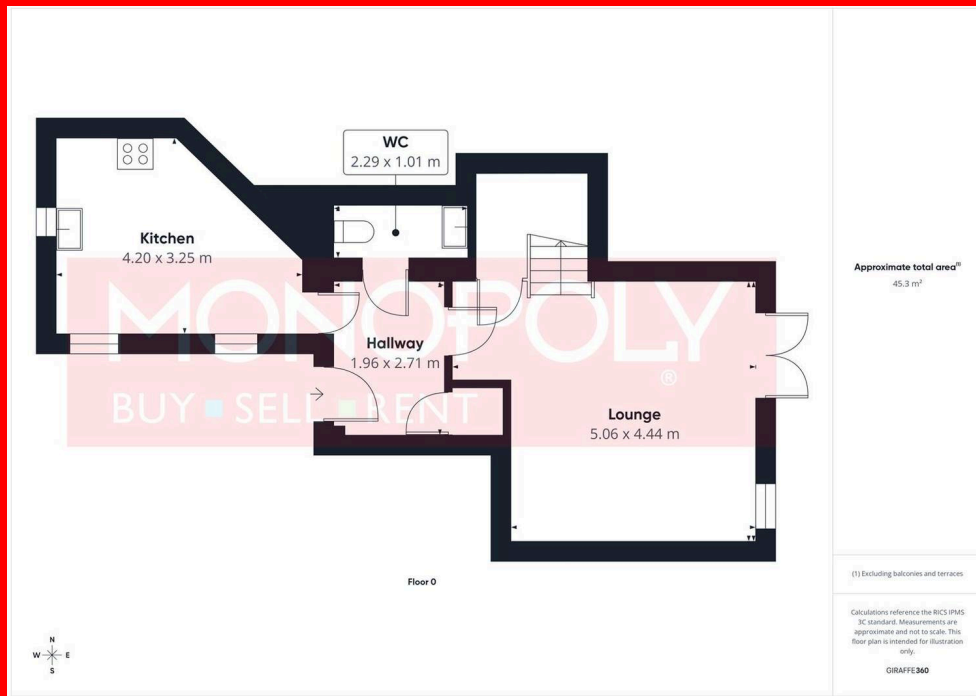 WC
2.29 x 1.01 m
Kitchen
4.20 x 3.25 m
Hallway
1.96 x 2.71 m
Lounge
5.06 x 4.44 m
MONOPOLY
®
BUY ■ SELL ■ RENT
Floor 0
N
W E
S
Approximate total area⁽¹⁾
45.3 m²
(1) Excluding balconies and terraces
Calculations reference the RICS IPMS
3C standard. Measurements are
approximate and not to scale. This
floor plan is intended for illustration
only.
GIRAFFE360